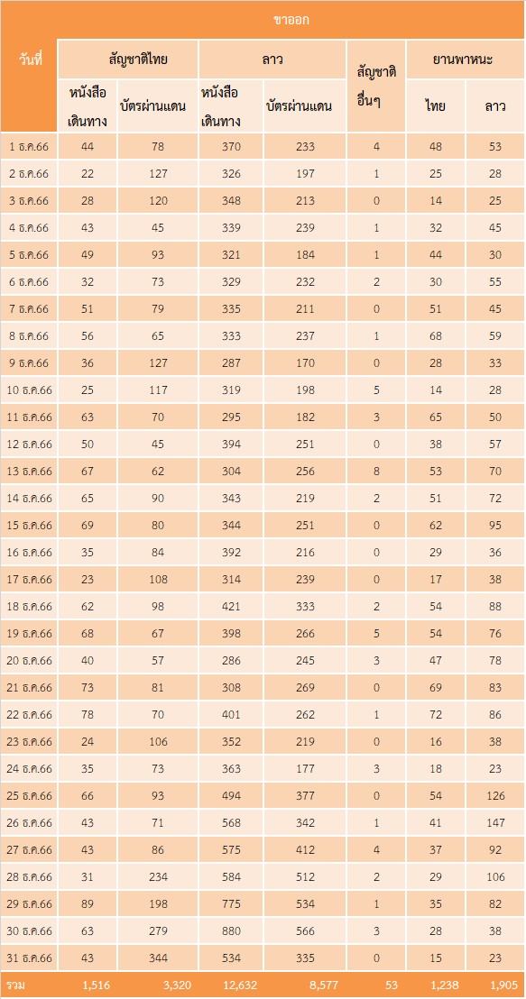 ขาออก
วันที่ สัญชาติไทย ลาว สัญชาติอื่นๆ ยานพาหนะ
หนังสือเดินทาง บัตรผ่านแดน หนังสือเดินทาง บัตรผ่านแดน ไทย ลาว
1 ธ.ค.66 44 78 370 233 4 48 53
2 ธ.ค.66 22 127 326 197 1 25 28
3 ธ.ค.66 28 120 348 213 0 14 25
4 ธ.ค.66 43 45 339 239 1 32 45
5 ธ.ค.66 49 93 321 184 1 44 30
6 ธ.ค.66 32 73 329 232 2 30 55
7 ธ.ค.66 51 79 335 211 0 51 45
8 ธ.ค.66 56 65 333 237 1 68 59
9 ธ.ค.66 36 127 287 170 0 28 33
10 ธ.ค.66 25 117 319 198 5 14 28
11 ธ.ค.66 63 70 295 182 3 65 50
12 ธ.ค.66 50 45 394 251 0 38 57
13 ธ.ค.66 67 62 304 256 8 53 70
14 ธ.ค.66 65 90 343 219 2 51 72
15 ธ.ค.66 69 80 344 251 0 62 95
16 ธ.ค.66 35 84 392 216 0 29 36
17 ธ.ค.66 23 108 314 239 0 17 38
18 ธ.ค.66 62 98 421 333 2 54 88
19 ธ.ค.66 68 67 398 266 5 54 76
20 ธ.ค.66 40 57 286 245 3 47 78
21 ธ.ค.66 73 81 308 269 0 69 83
22 ธ.ค.66 78 70 401 262 1 72 86
23 ธ.ค.66 24 106 352 219 0 16 38
24 ธ.ค.66 35 73 363 177 3 18 23
25 ธ.ค.66 66 93 494 377 0 54 126
26 ธ.ค.66 43 71 568 342 1 41 147
27 ธ.ค.66 43 86 575 412 4 37 92
28 ธ.ค.66 31 234 584 512 2 29 106
29 ธ.ค.66 89 198 775 534 1 35 82
30 ธ.ค.66 63 279 880 566 3 28 38
31 ธ.ค.66 43 344 534 335 0 15 23
รวม 1,516 3,320 12,632 8,577 53 1,238 1,905